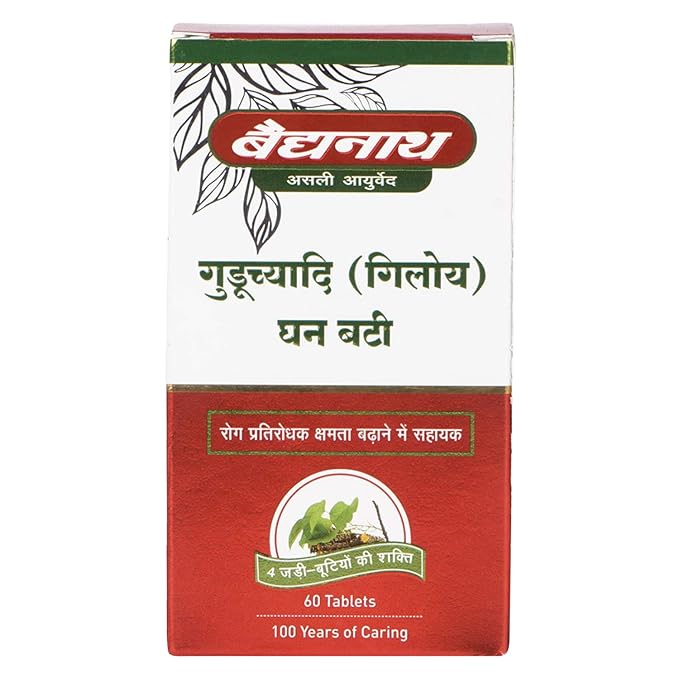 बैद्यनाथ
असली आयुर्वेद
गुडूच्यादि (गिलोय)
घन बटी
रोग प्रतिरोधक क्षमता बढ़ाने में सहायक
4 जड़ी-बूटियों की शक्ति
60 Tablets
100 Years of Caring